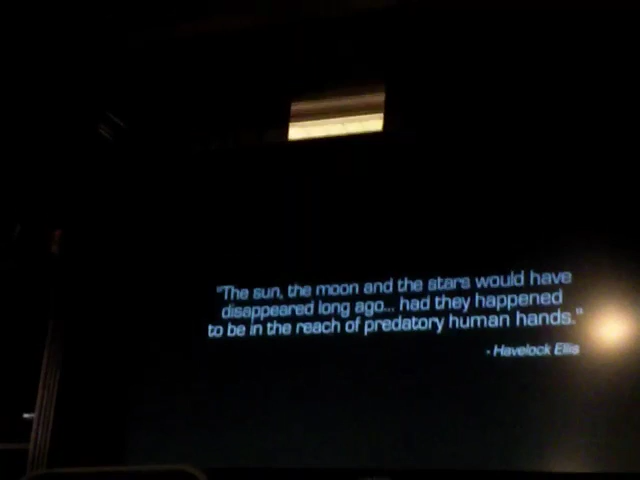 "The sun, the moon and the stars would have
disappeared long ago... had they happened
to be in the reach of predatory human hands."
- Havelock Ellis